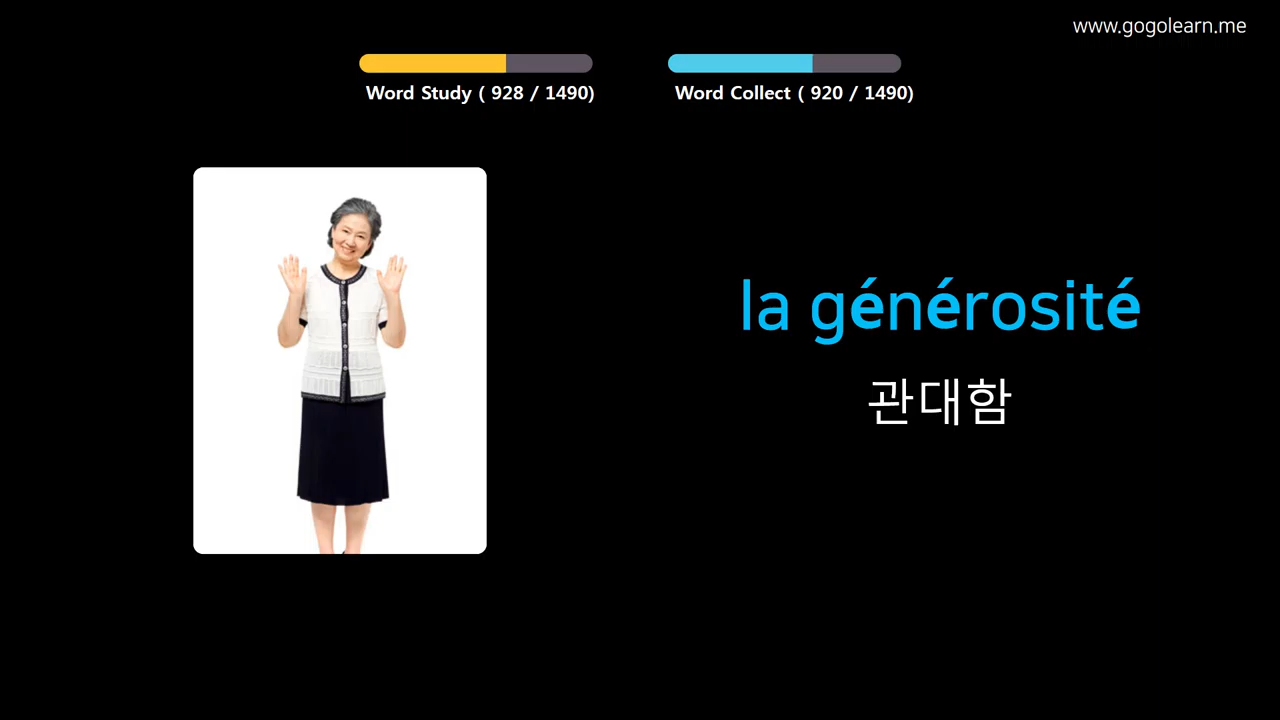 www.gogolearn.me
Word Study ( 928 / 1490)
Word Collect ( 920 / 1490)
la générosité
관대함